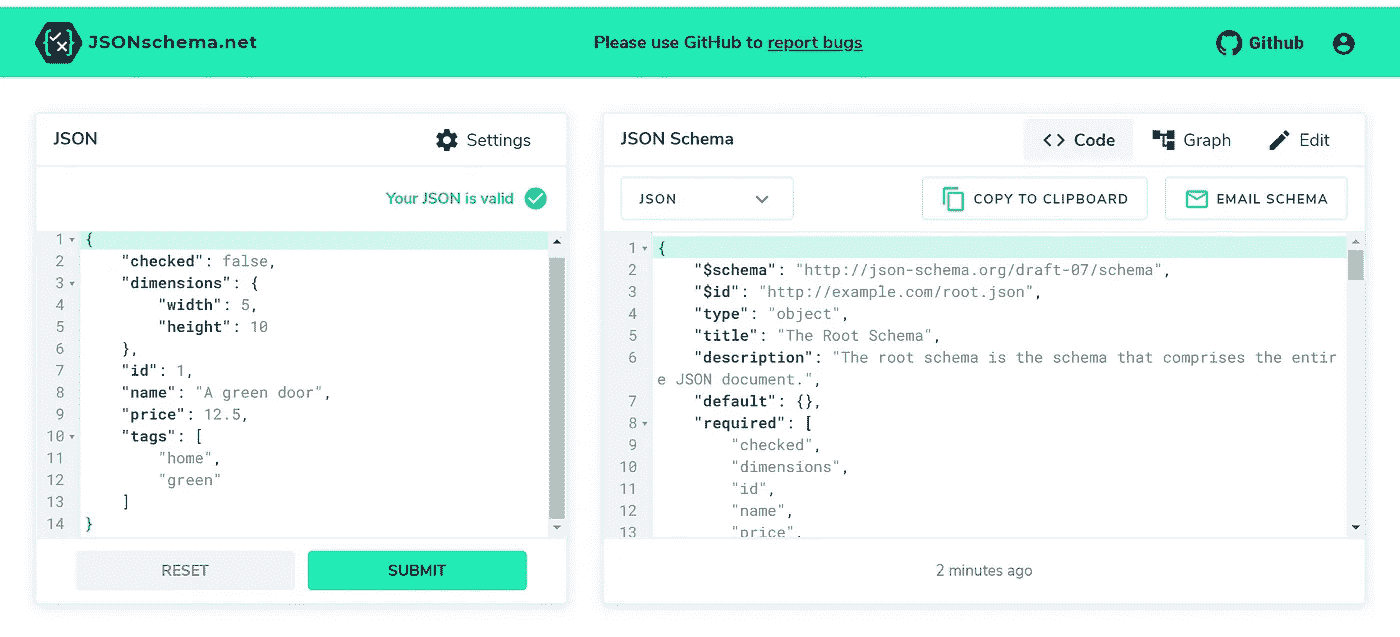 JSONschema.net
Please use GitHub to report bugs
Github
JSON
Settings
Your JSON is valid
1 {
2 "checked": false,
3 "dimensions": {
4 "width": 5,
5 "height": 10
6 },
7 "id": 1,
8 "name": "A green door",
9 "price": 12.5,
10 "tags": [
11 "home",
12 "green"
13 ]
14 }
RESET
SUBMIT
JSON Schema
Code
Graph
Edit
JSON
COPY TO CLIPBOARD
EMAIL SCHEMA
1 {
2 "$schema": "http://json-schema.org/draft-07/schema",
3 "$id": "http://example.com/root.json",
4 "type": "object",
5 "title": "The Root Schema",
6 "description": "The root schema is the schema that comprises the entir
e JSON document.",
7 "default": {},
8 "required": [
9 "checked",
10 "dimensions",
11 "id",
12 "name",
13 "price",
2 minutes ago